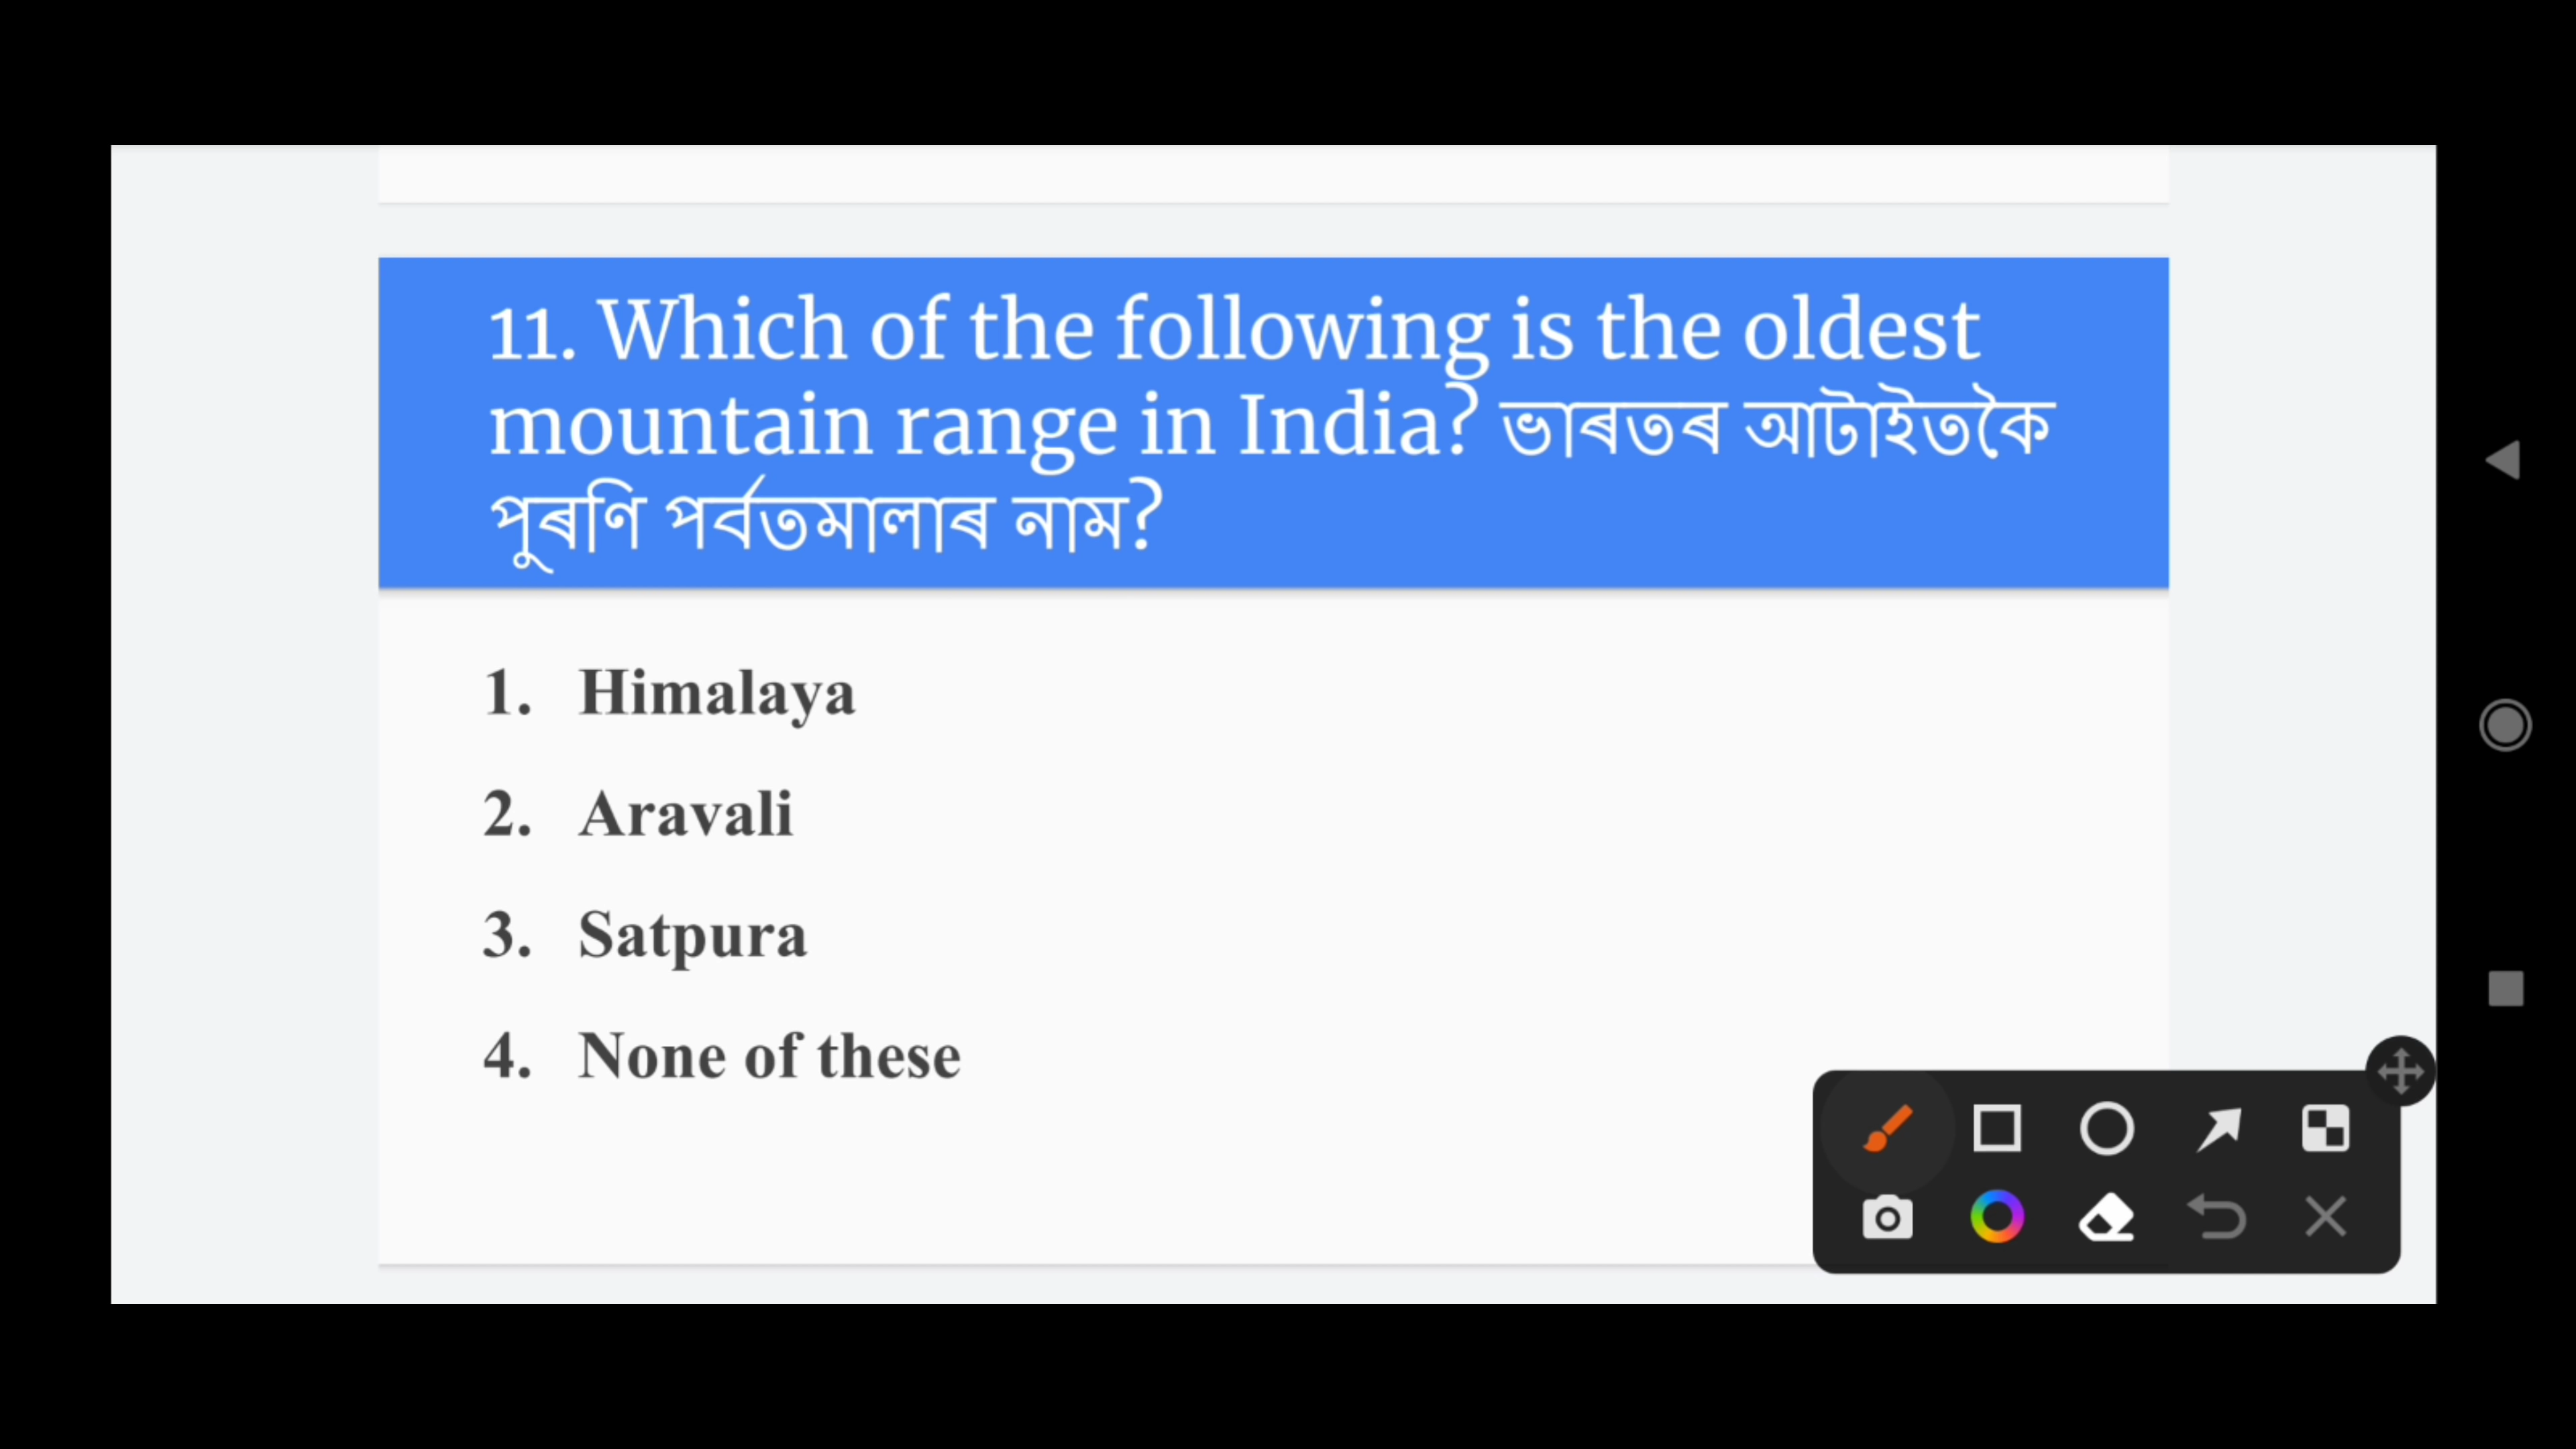 11. Which of the following is the oldest
mountain range in India? ভাৰতৰ আটাইতকৈ
পুৰণি পৰ্বতমালাৰ নাম?
1. Himalaya
2. Aravali
3. Satpura
4. None of these